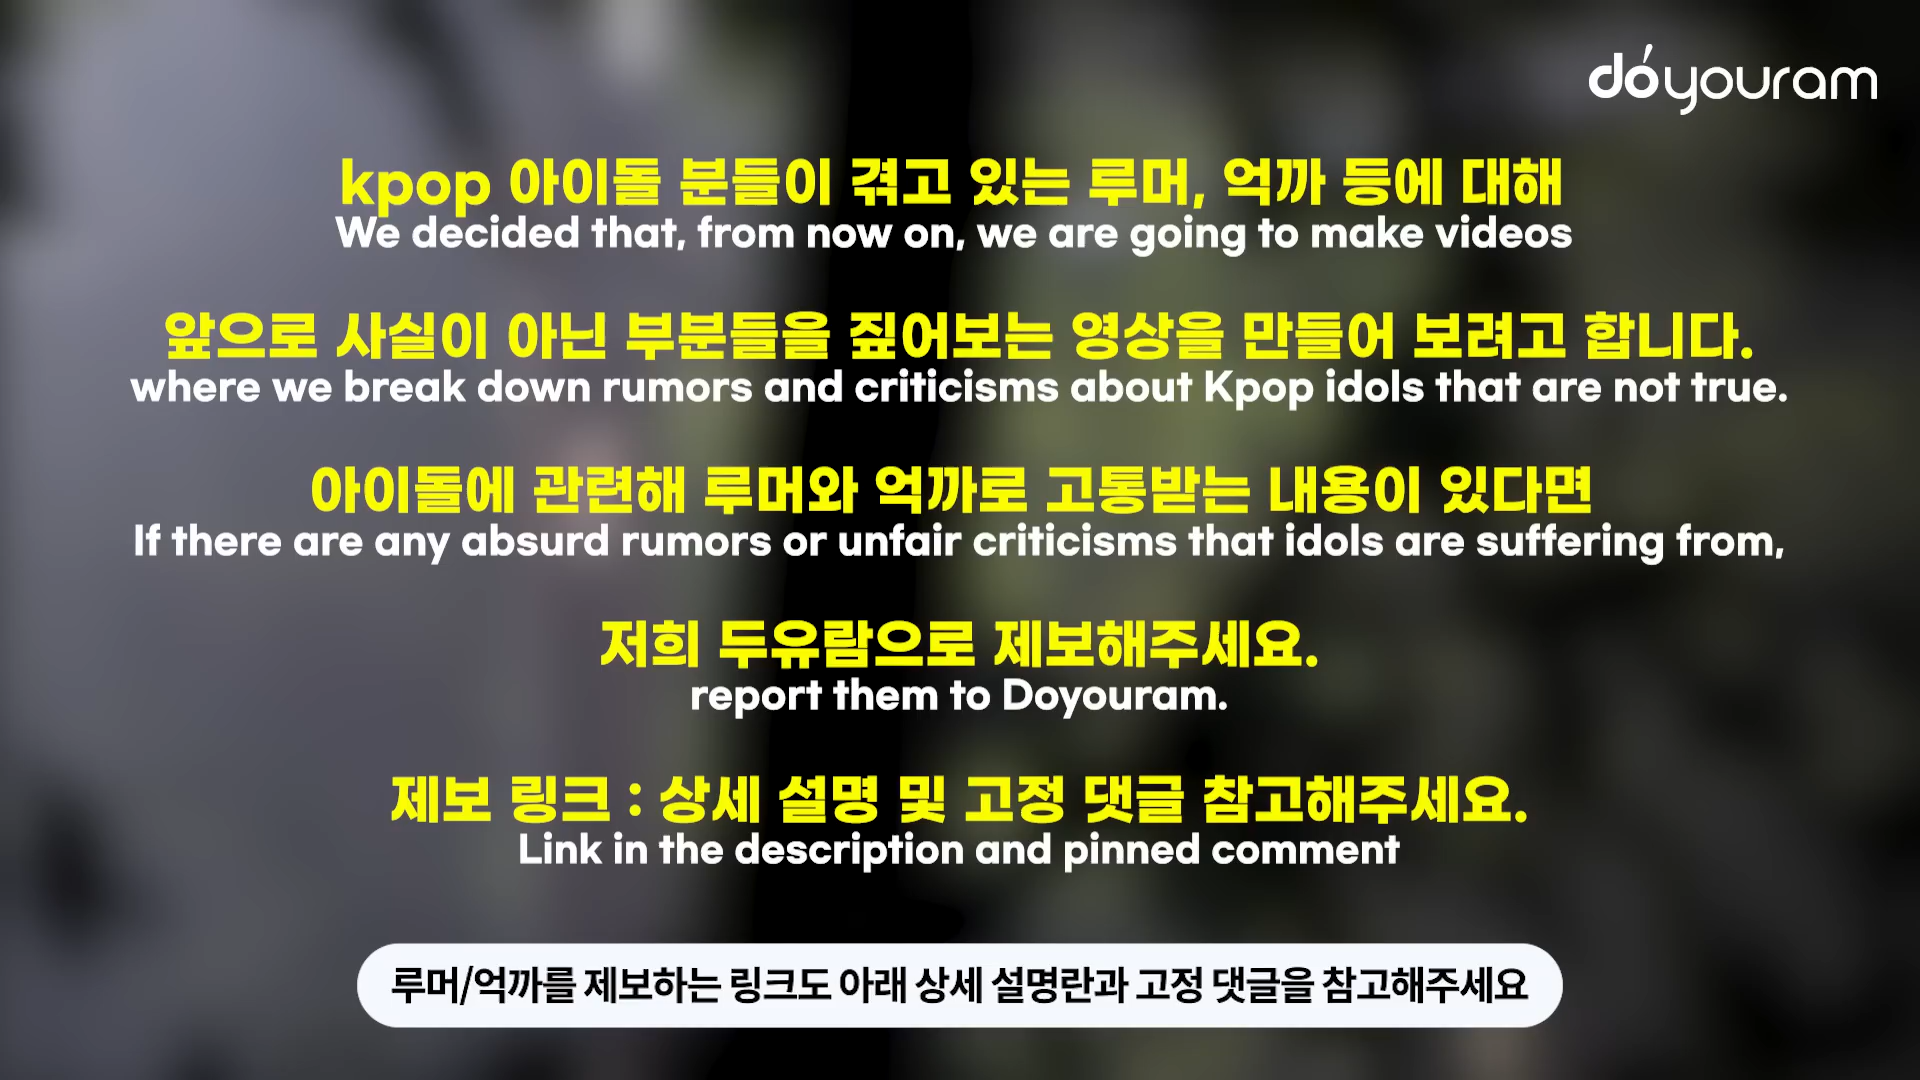 dóyouram
kpop 아이돌 분들이 겪고 있는 루머, 억까 등에 대해
We decided that, from now on, we are going to make videos
앞으로 사실이 아닌 부분들을 짚어보는 영상을 만들어 보려고 합니다.
where we break down rumors and criticisms about Kpop idols that are not true.
아이돌에 관련해 루머와 억까로 고통받는 내용이 있다면
If there are any absurd rumors or unfair criticisms that idols are suffering from,
저희 두유람으로 제보해주세요.
report them to Doyouram.
제보 링크 : 상세 설명 및 고정 댓글 참고해주세요.
Link in the description and pinned comment
루머/억까를 제보하는 링크도 아래 상세 설명란과 고정 댓글을 참고해주세요